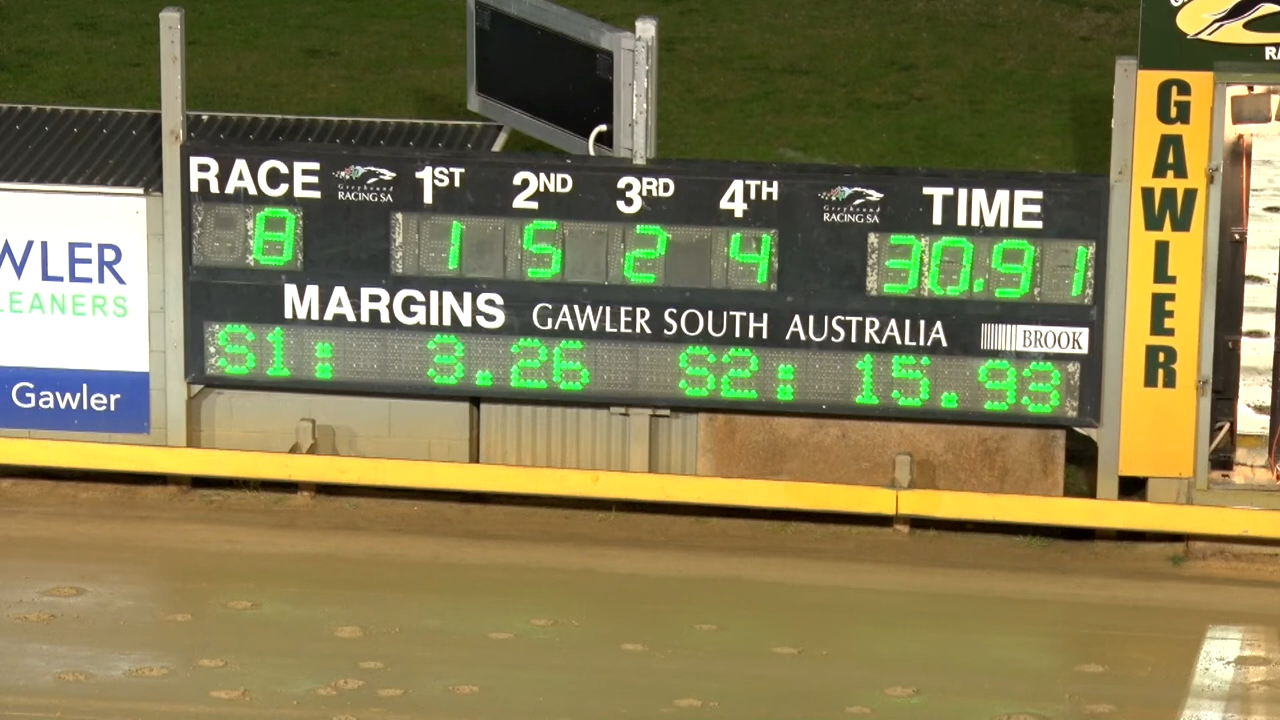 RACE
Greyhound
RACING SA
1ST
2ND
3RD
4TH
Greyhound
RACING SA
TIME
8
1
5
2
4
30.91
MARGINS
GAWLER SOUTH AUSTRALIA
BROOK
S1: 3.26 S2: 15.93
WLER
LEANERS
Gawler
GAWLER